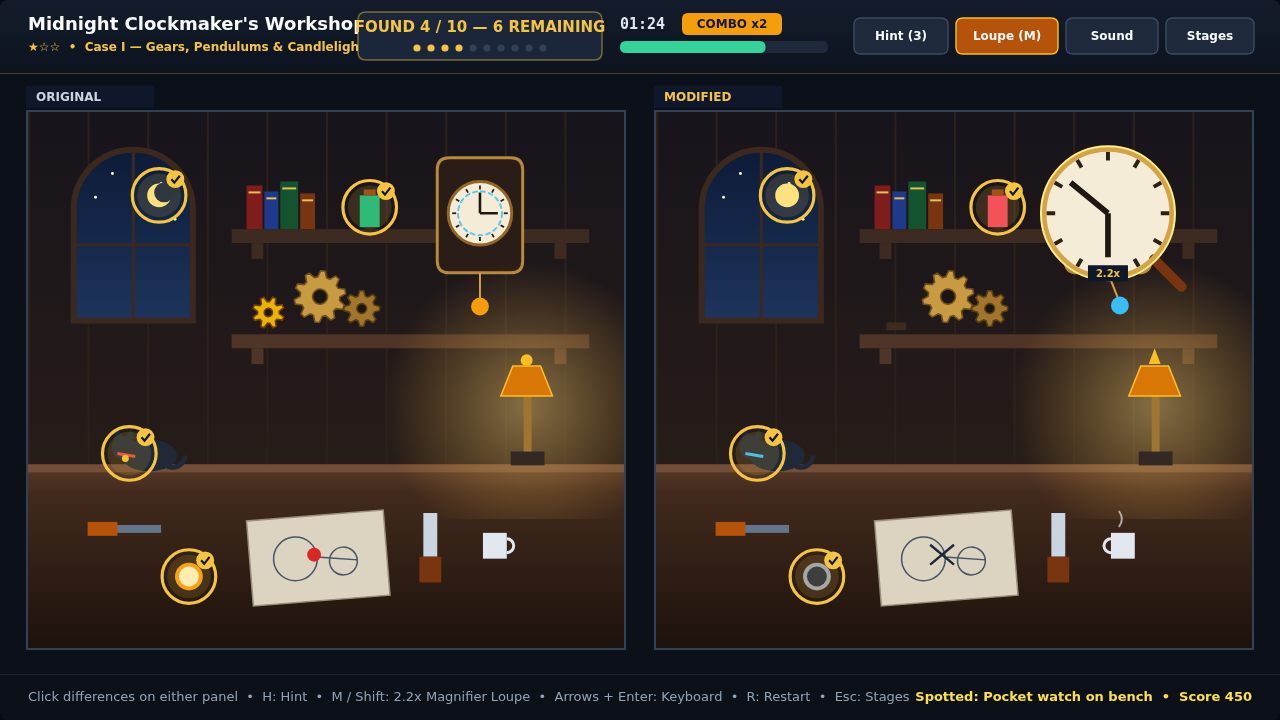 Midnight Clockmaker's Workshop
★☆☆ • Case I — Gears, Pendulums & Candlelight
FOUND 4 / 10 — 6 REMAINING
01:24
COMBO x2
Hint (3)
Loupe (M)
Sound
Stages
ORIGINAL
MODIFIED
2.2x
Click differences on either panel • H: Hint • M / Shift: 2.2x Magnifier Loupe • Arrows + Enter: Keyboard • R: Restart • Esc: Stages
Spotted: Pocket watch on bench • Score 450